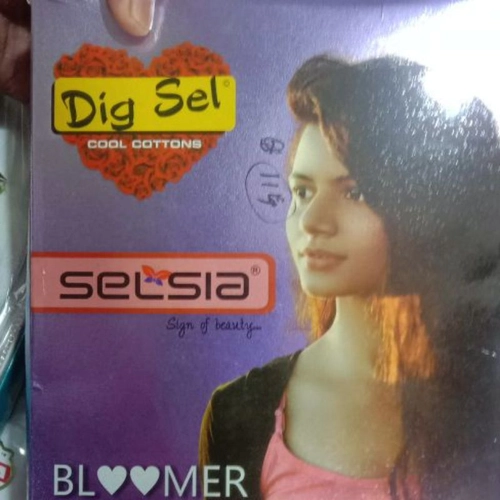 Dig Sel©
COOL COTTONS
selsia®
Sign of beauty...
BL♥♥MER